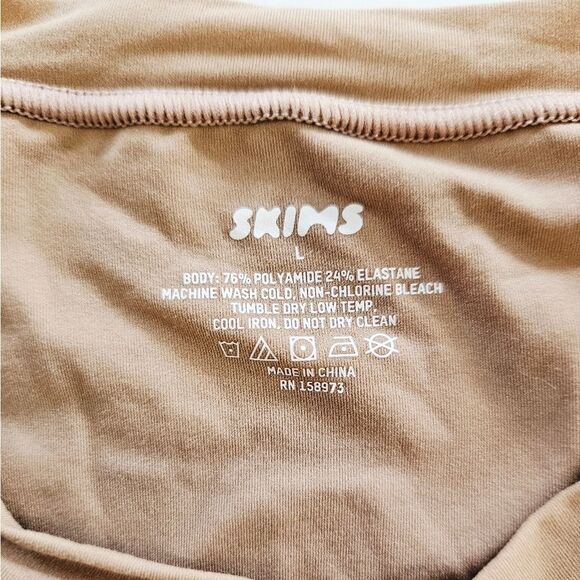 SKIMS
L
BODY: 76% POLYAMIDE 24% ELASTANE
MACHINE WASH COLD, NON-CHLORINE BLEACH
TUMBLE DRY LOW TEMP,
COOL IRON, DO NOT DRY CLEAN
MADE IN CHINA
RN 158973